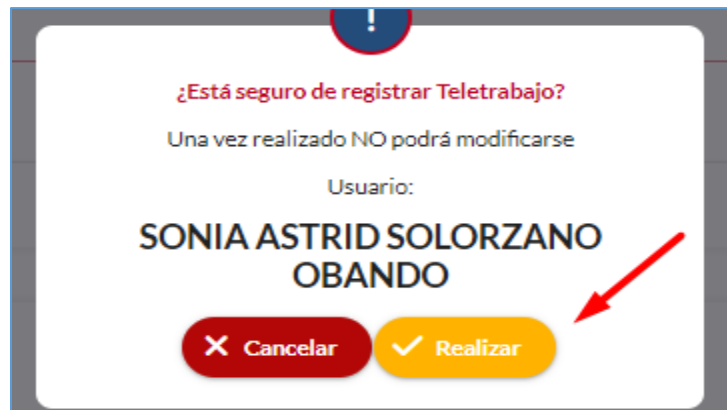 !
¿Está seguro de registrar Teletrabajo?
Una vez realizado NO podrá modificarse
Usuario:
SONIA ASTRID SOLORZANO
OBANDO
Cancelar
Realizar